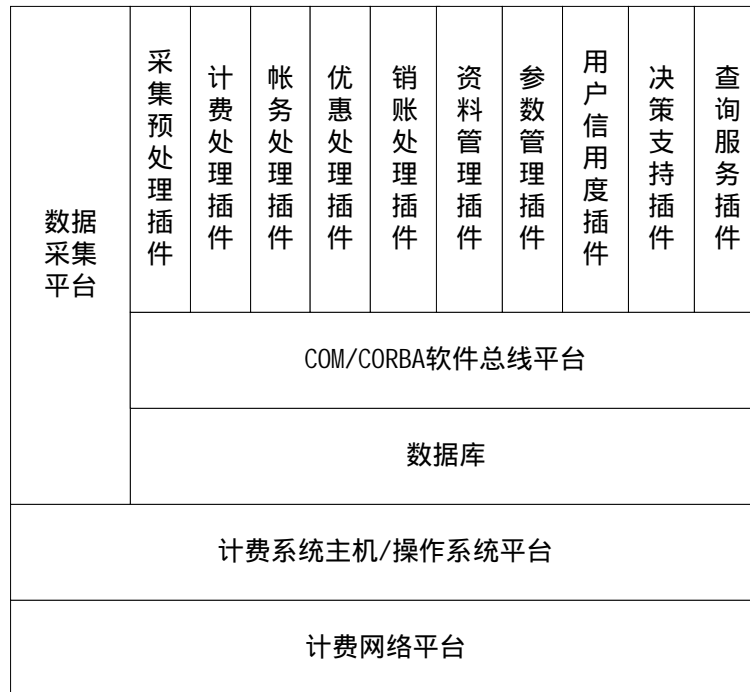 数据
采集
平台
采集预处理插件
计费处理插件
帐务处理插件
优惠处理插件
销账处理插件
资料管理插件
参数管理插件
用户信用度插件
决策支持插件
查询服务插件
COM/CORBA软件总线平台
数据库
计费系统主机/操作系统平台
计费网络平台